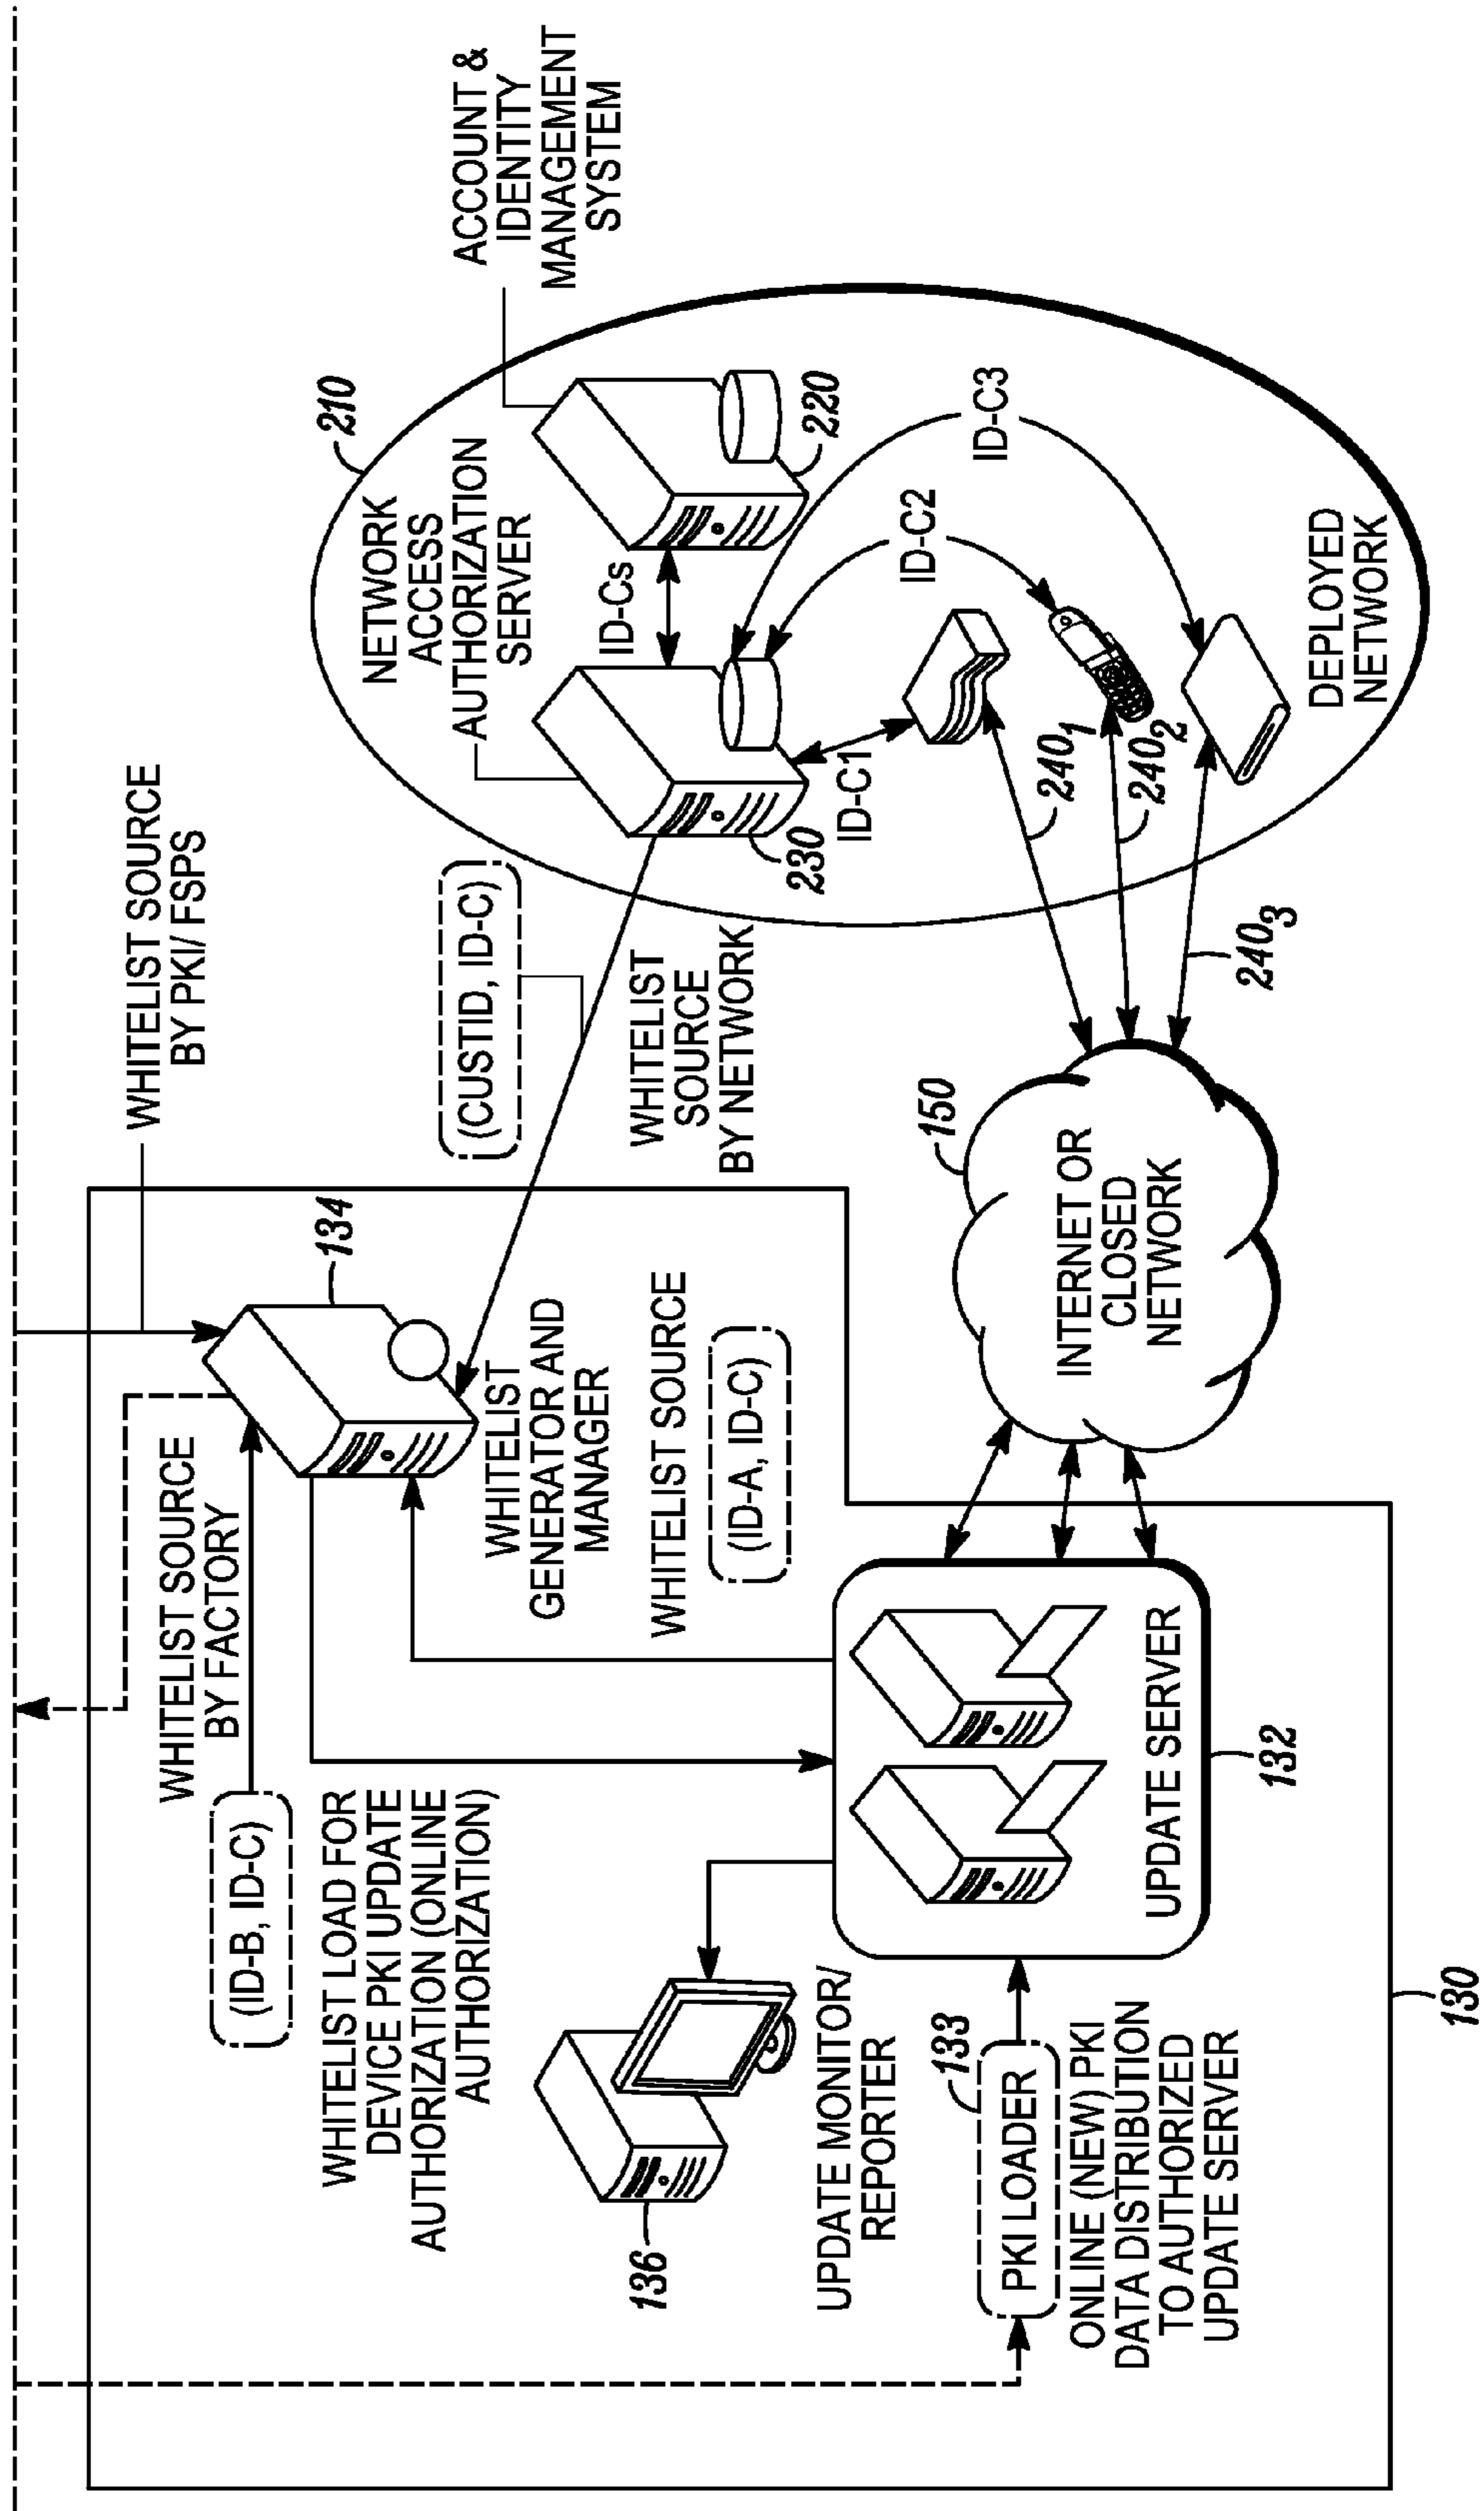 WHITELIST SOURCE
BY PKI/ FSPS
WHITELIST SOURCE
BY FACTORY
(ID-B, ID-C)
WHITELIST LOAD FOR
DEVICE PKI UPDATE
AUTHORIZATION (ONLINE
AUTHORIZATION)
134
WHITELIST
GENERATOR AND
MANAGER
WHITELIST SOURCE
(ID-A, ID-C)
(CUSTID, ID-C)
WHITELIST
SOURCE
BY NETWORK
210
NETWORK
ACCESS
AUTHORIZATION
SERVER
ACCOUNT &
IDENTITY
MANAGEMENT
SYSTEM
ID-Cs
220
230
ID-C1
ID-C2
ID-C3
240₁
240₂
240₃
DEPLOYED
NETWORK
150
INTERNET OR
CLOSED
NETWORK
136
UPDATE MONITOR/
REPORTER
133
PKI LOADER
ONLINE (NEW) PKI
DATA DISTRIBUTION
TO AUTHORIZED
UPDATE SERVER
UPDATE SERVER
132
130